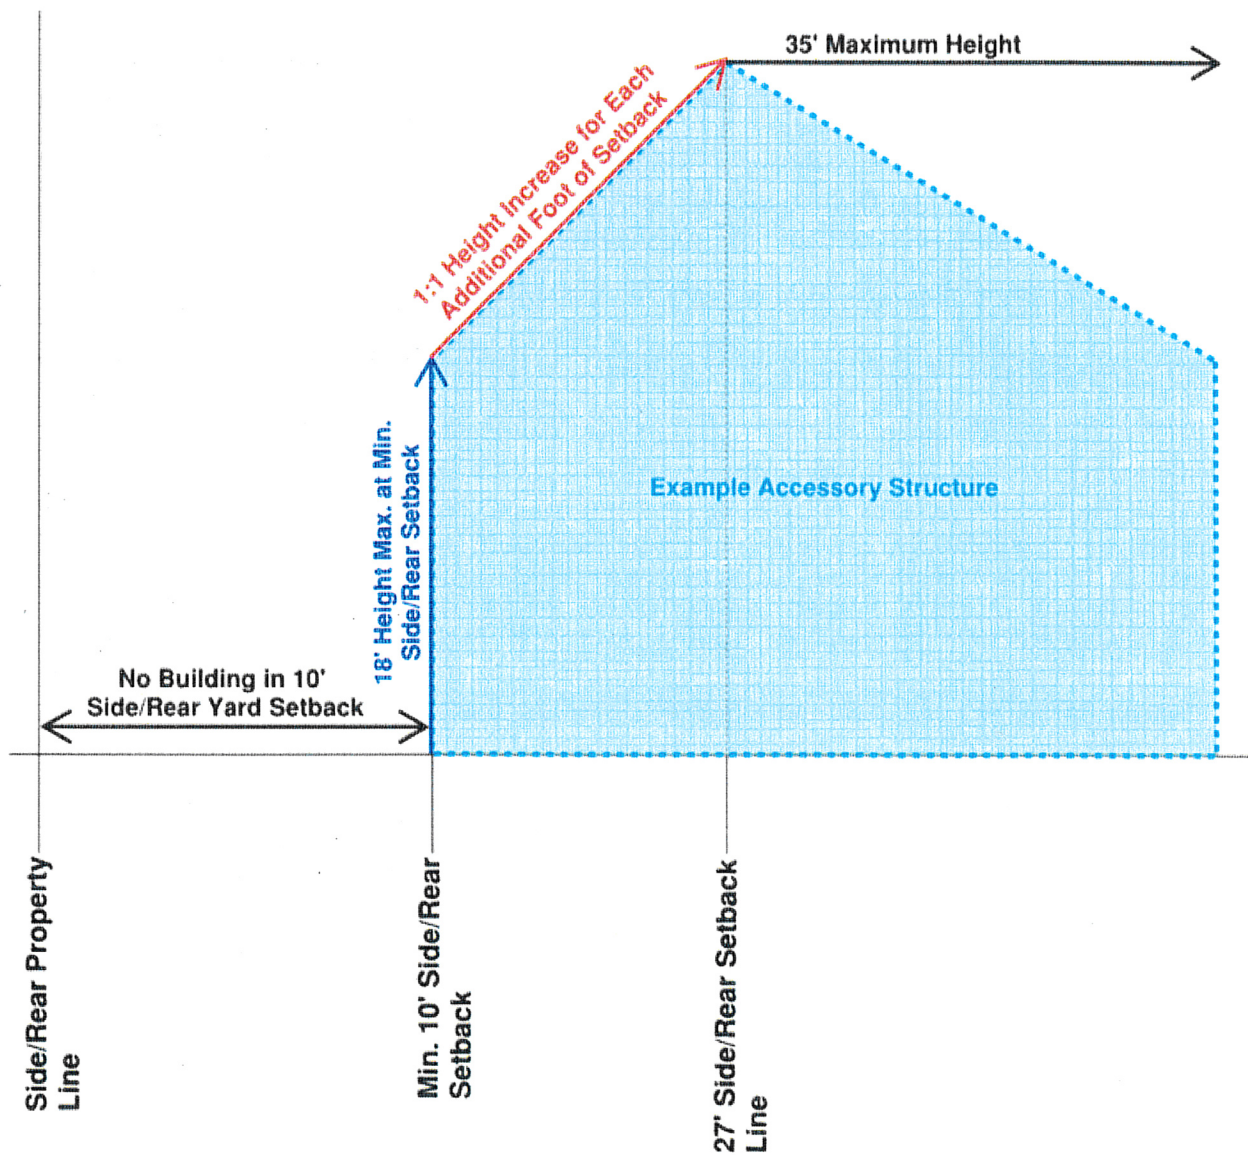 35' Maximum Height
1:1 Height Increase for Each
Additional Foot of Setback
18' Height Max. at Min.
Side/Rear Setback
Example Accessory Structure
No Building in 10'
Side/Rear Yard Setback
Side/Rear Property
Line
Min. 10' Side/Rear
Setback
27' Side/Rear Setback
Line